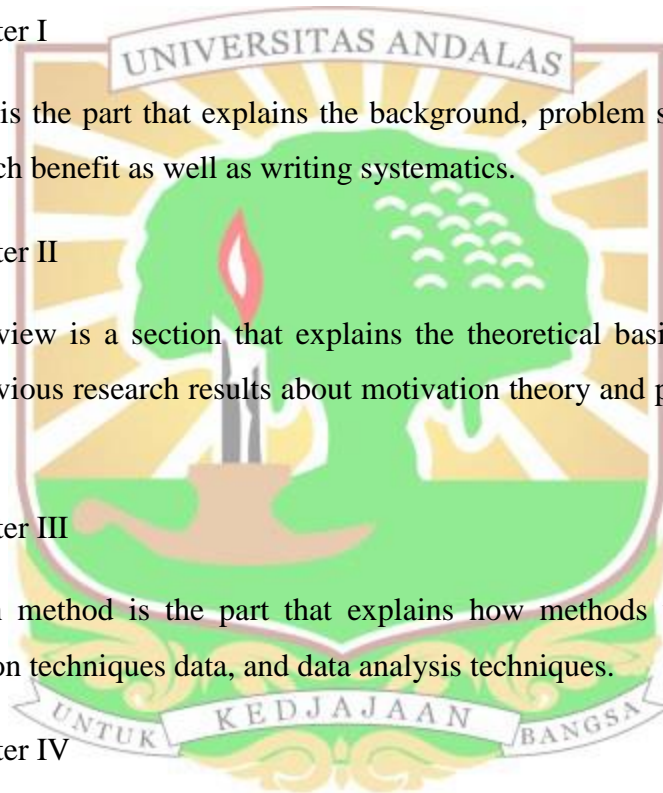 ter I
UNIVERSITAS ANDALAS
is the part that explains the background, problem s
ch benefit as well as writing systematics.
ter II
view is a section that explains the theoretical basi
vious research results about motivation theory and p
ter III
method is the part that explains how methods
on techniques data, and data analysis techniques.
UNTUK KEDJAJAAN BANGSA
ter IV